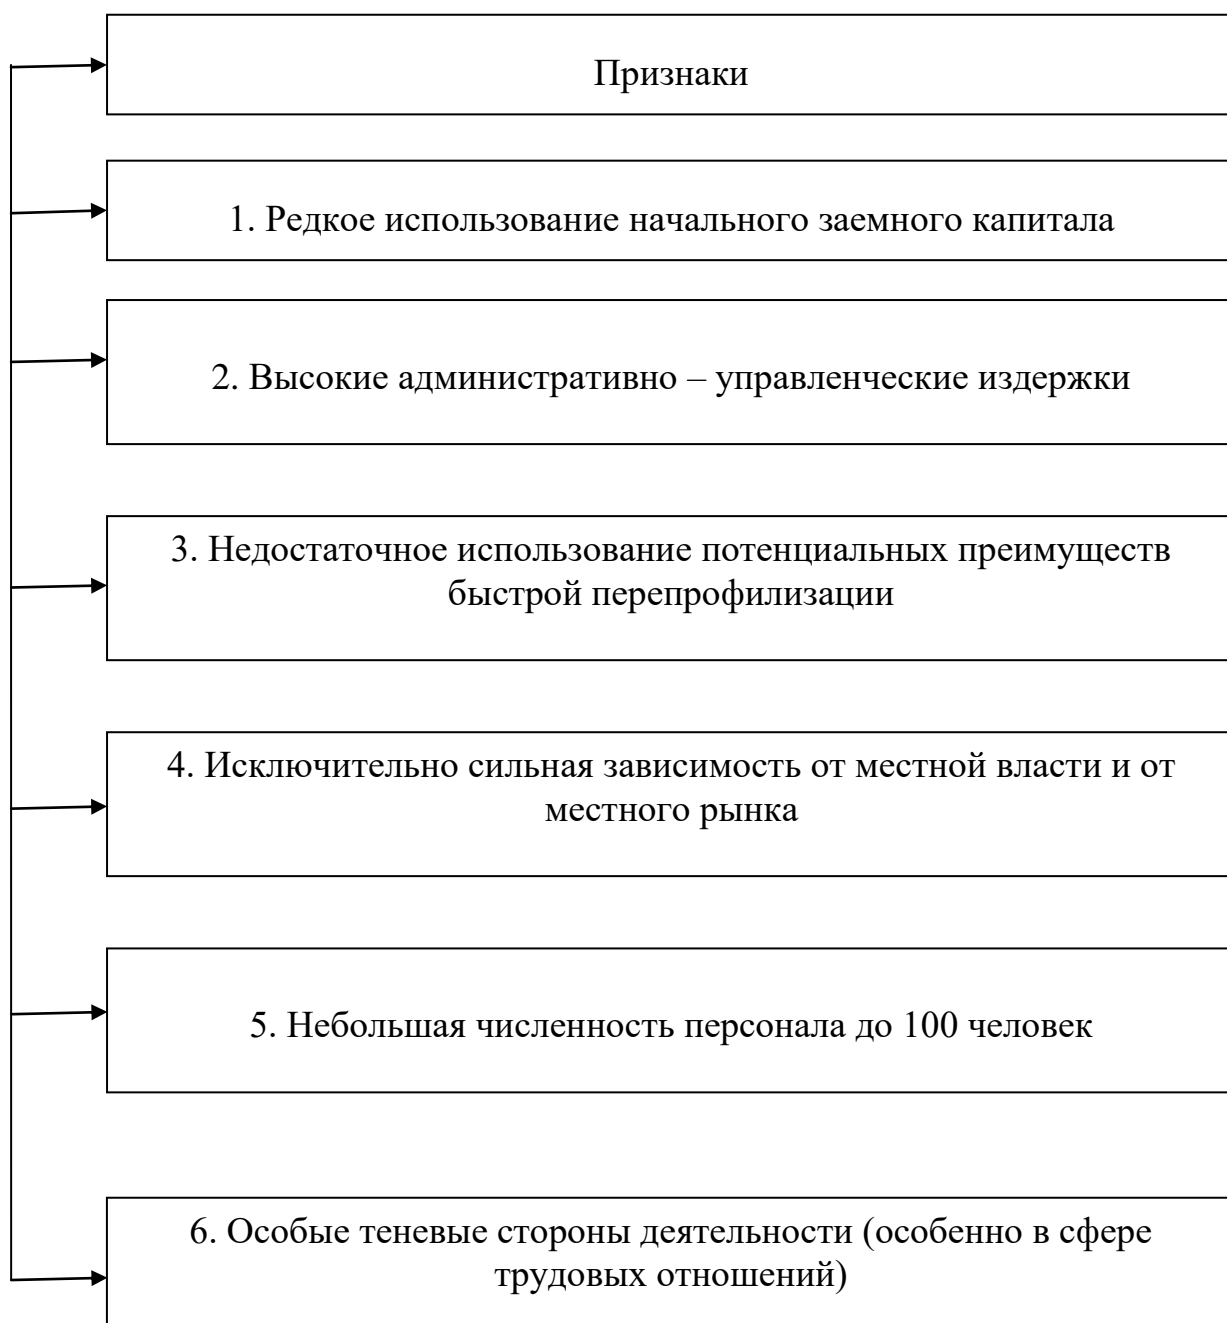 Признаки
1. Редкое использование начального заемного капитала
2. Высокие административно – управленческие издержки
3. Недостаточное использование потенциальных преимуществ
быстрой перепрофилизации
4. Исключительно сильная зависимость от местной власти и от
местного рынка
5. Небольшая численность персонала до 100 человек
6. Особые теневые стороны деятельности (особенно в сфере
трудовых отношений)